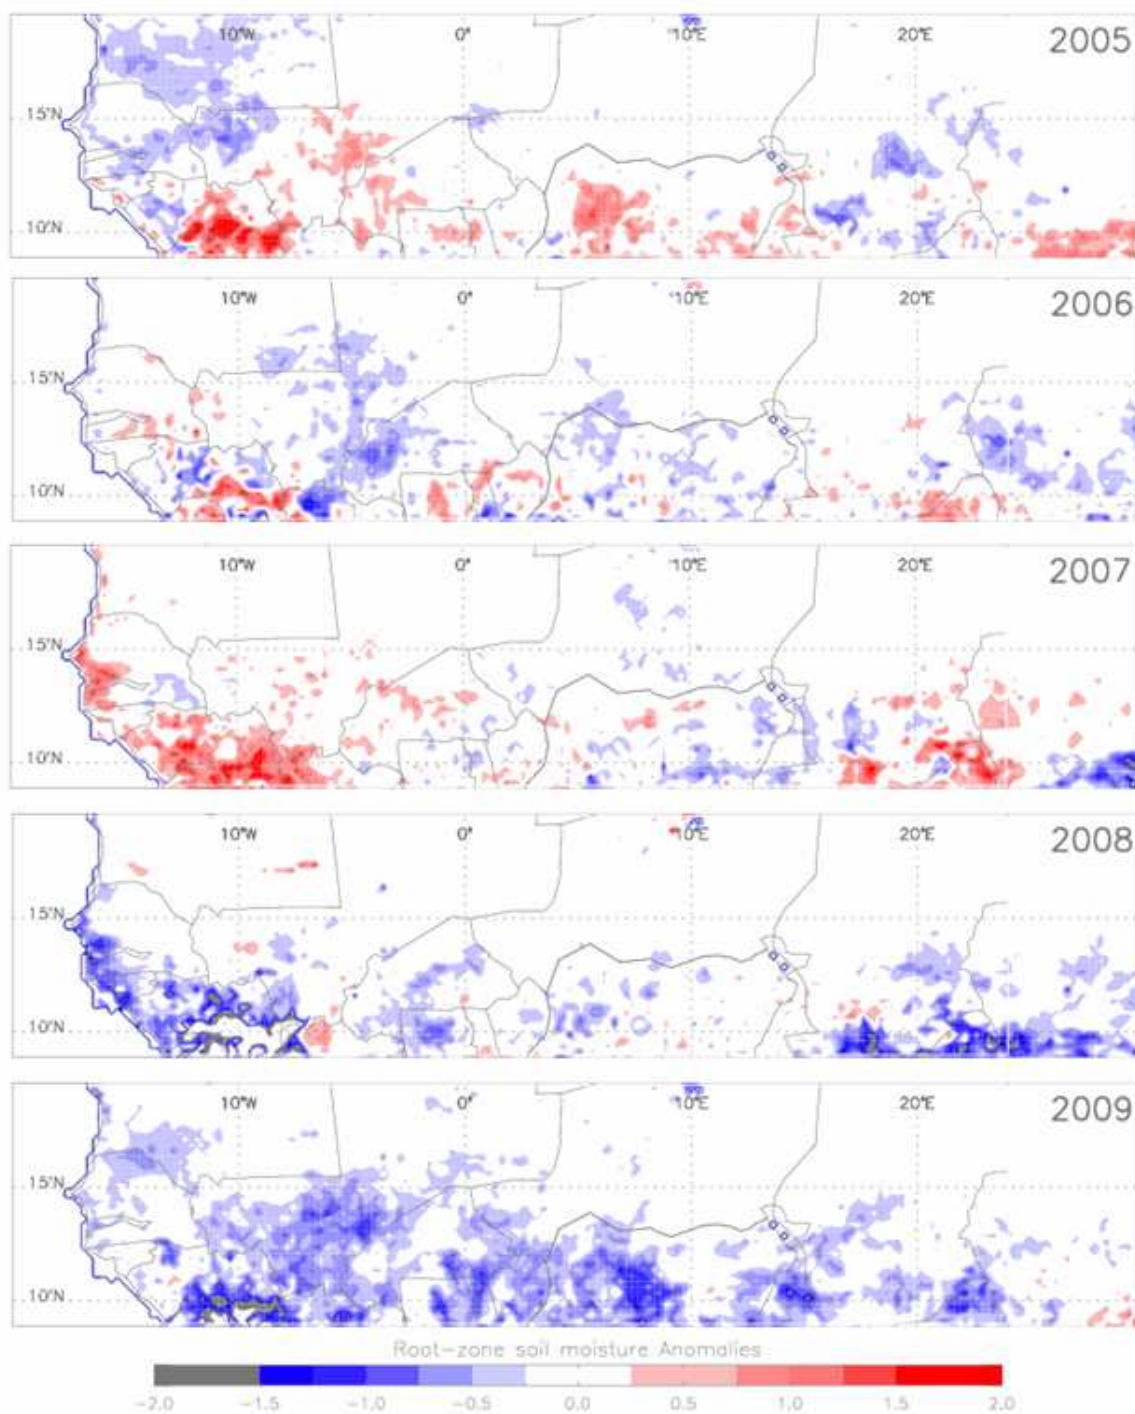 10°W 0° 10°E 20°E 2005
15°N
10°N
10°W 0° 10°E 20°E 2006
15°N
10°N
10°W 0° 10°E 20°E 2007
15°N
10°N
10°W 0° 10°E 20°E 2008
15°N
10°N
10°W 0° 10°E 20°E 2009
15°N
10°N
Root-zone soil moisture Anomalies
-2.0 -1.5 -1.0 -0.5 0.0 0.5 1.0 1.5 2.0